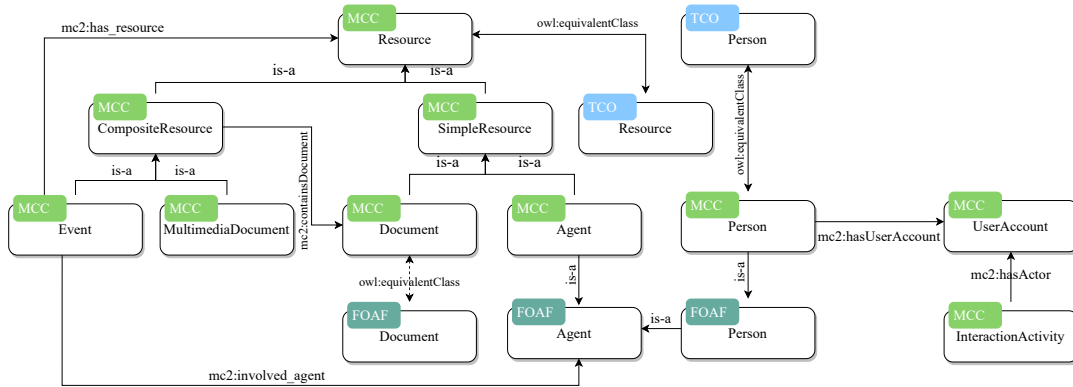 MCC
Resource
mc2:has_resource
owl:equivalentClass
TCO
Person
is-a
is-a
owl:equivalentClass
MCC
CompositeResource
MCC
SimpleResource
TCO
Resource
is-a
is-a
is-a
is-a
mc2:containsDocument
MCC
Event
MCC
MultimediaDocument
MCC
Document
MCC
Agent
MCC
Person
mc2:hasUserAccount
MCC
UserAccount
owl:equivalentClass
is-a
is-a
mc2:hasActor
FOAF
Document
FOAF
Agent
is-a
FOAF
Person
MCC
InteractionActivity
mc2:involved_agent